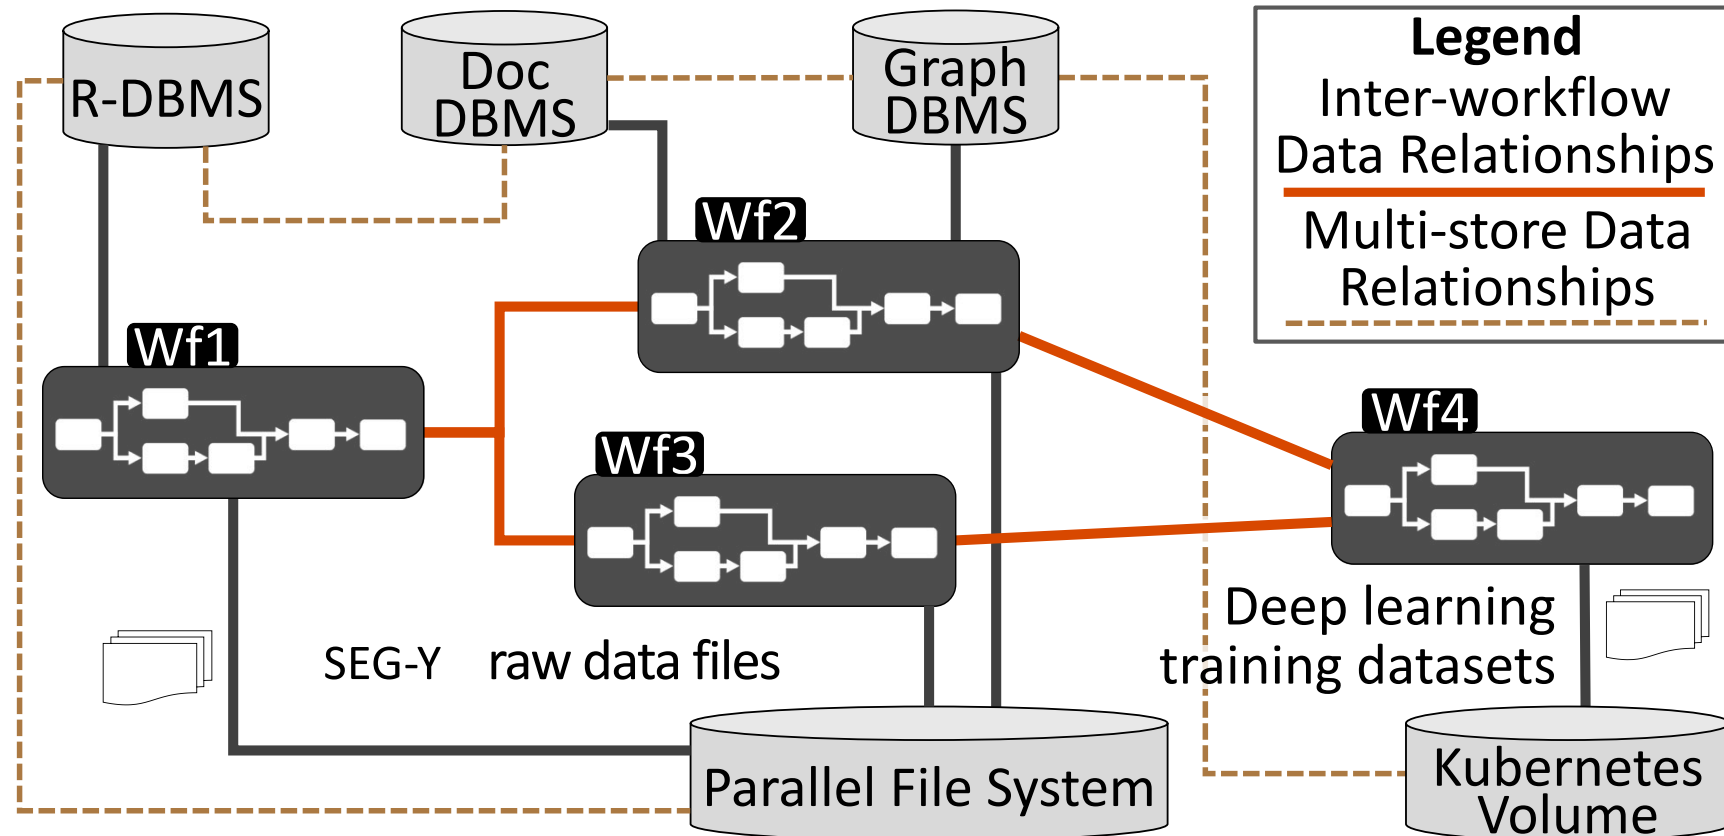 R-DBMS
Doc
DBMS
Graph
DBMS
Legend
Inter-workflow
Data Relationships
Multi-store Data
Relationships
Wf2
Wf1
Wf4
Wf3
SEG-Y raw data files
Deep learning
training datasets
Parallel File System
Kubernetes
Volume